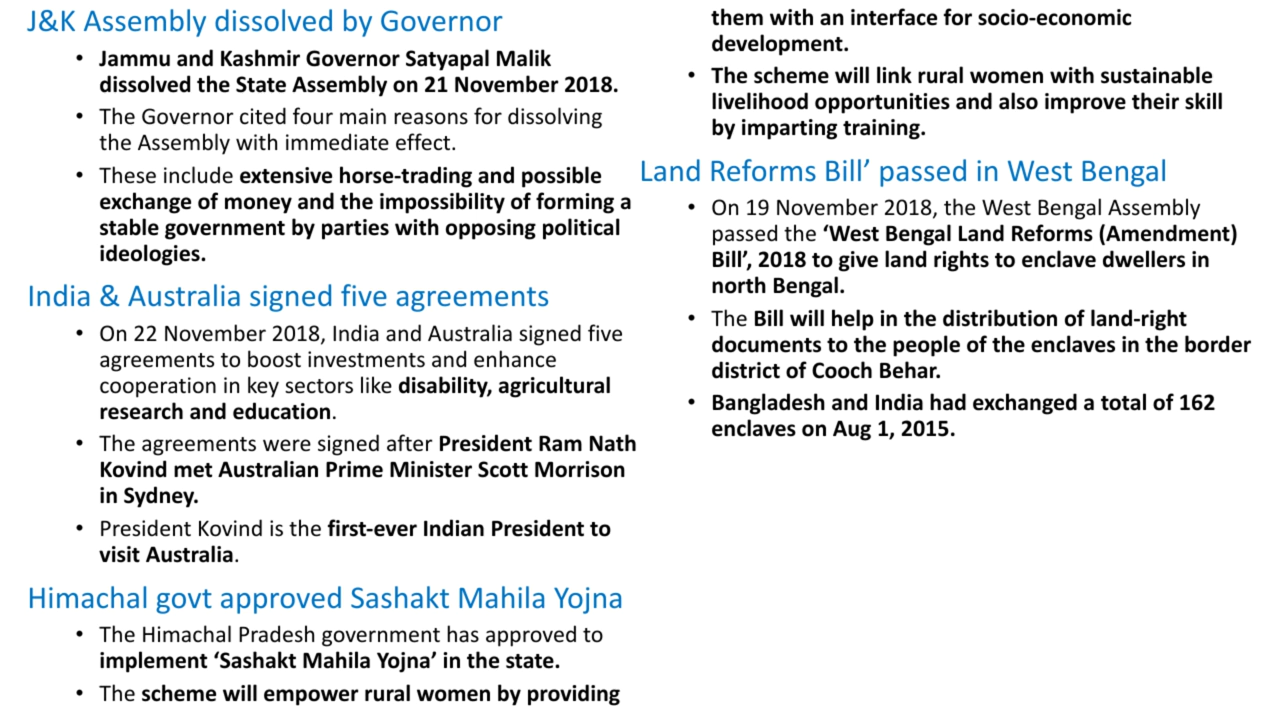 J&K Assembly dissolved by Governor
• Jammu and Kashmir Governor Satyapal Malik
dissolved the State Assembly on 21 November 2018.
• The Governor cited four main reasons for dissolving
the Assembly with immediate effect.
• These include extensive horse-trading and possible
exchange of money and the impossibility of forming a
stable government by parties with opposing political
ideologies.
India & Australia signed five agreements
• On 22 November 2018, India and Australia signed five
agreements to boost investments and enhance
cooperation in key sectors like disability, agricultural
research and education.
• The agreements were signed after President Ram Nath
Kovind met Australian Prime Minister Scott Morrison
in Sydney.
• President Kovind is the first-ever Indian President to
visit Australia.
Himachal govt approved Sashakt Mahila Yojna
• The Himachal Pradesh government has approved to
implement ‘Sashakt Mahila Yojna’ in the state.
• The scheme will empower rural women by providing
them with an interface for socio-economic
development.
• The scheme will link rural women with sustainable
livelihood opportunities and also improve their skill
by imparting training.
Land Reforms Bill’ passed in West Bengal
• On 19 November 2018, the West Bengal Assembly
passed the ‘West Bengal Land Reforms (Amendment)
Bill’, 2018 to give land rights to enclave dwellers in
north Bengal.
• The Bill will help in the distribution of land-right
documents to the people of the enclaves in the border
district of Cooch Behar.
• Bangladesh and India had exchanged a total of 162
enclaves on Aug 1, 2015.